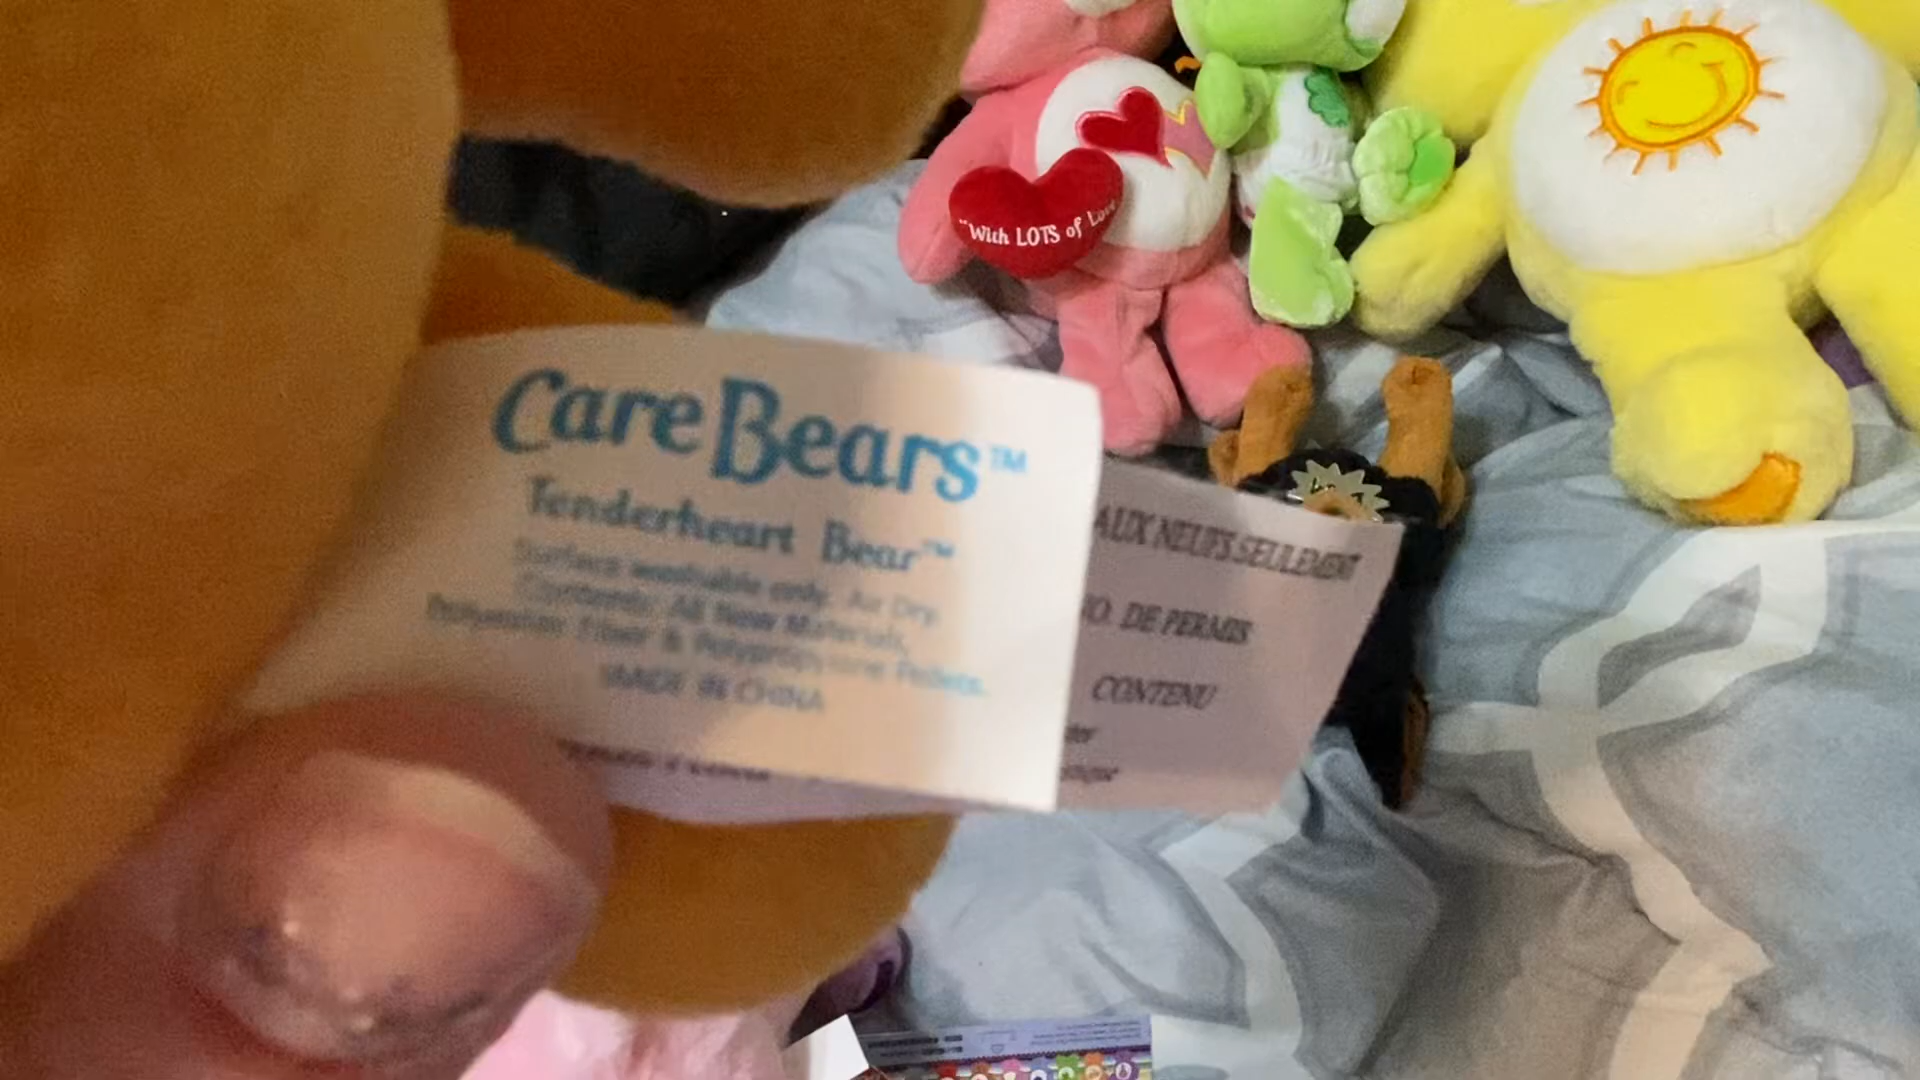 "With LOTS of Love
Care Bears™
Tenderheart Bear™
Surface washable only. Air Dry.
Contents: All New Materials,
Polyester Fiber & Polypropylene Pellets.
MADE IN CHINA
AUX NEUFS SEULEMENT
O. DE PERMIS
CONTENU